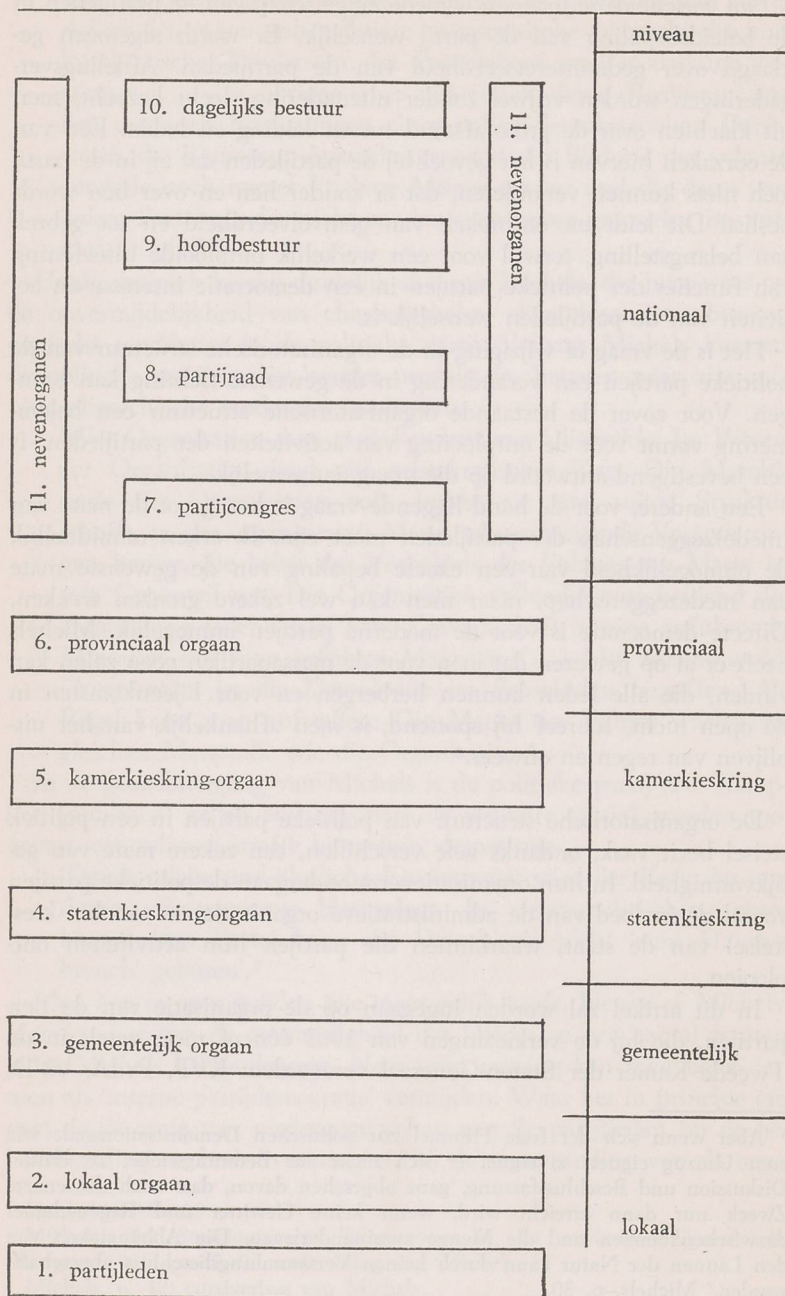 niveau
10. dagelijks bestuur
11. nevenorganen
11. nevenorganen
9. hoofdbestuur
nationaal
8. partijraad
7. partijcongres
6. provinciaal orgaan
provinciaal
5. kamerkieskring-orgaan
kamerkieskring
4. statenkieskring-orgaan
statenkieskring
3. gemeentelijk orgaan
gemeentelijk
2. lokaal orgaan
lokaal
1. partijleden